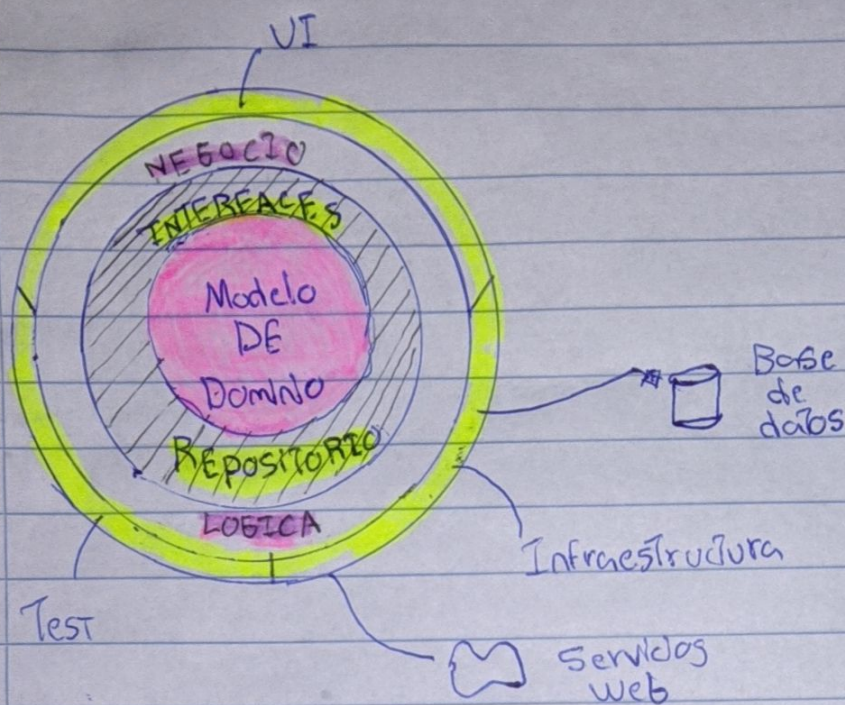 UI
NEGOCIO
INTERFACES
Modelo
DE
Dominio
REPOSITORIO
LOGICA
Base
de
datos
Infraestructura
Test
Servicios
Web